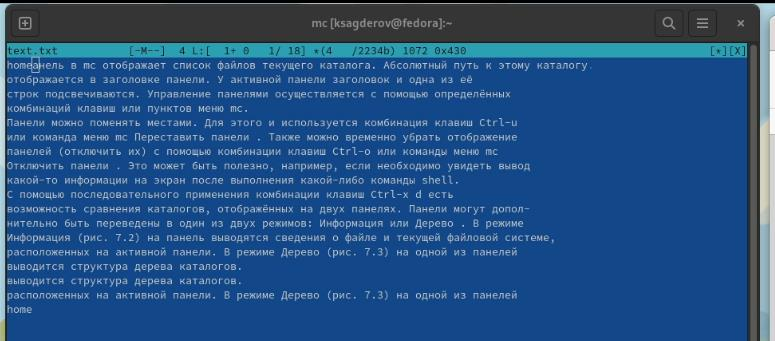 mc [ksagderov@fedora]:~
text.txt [-M--] 4 L:[ 1+ 0 1/ 18] *(4 /2234b) 1072 0x430 [*][X]
homeанель в mc отображает список файлов текущего каталога. Абсолютный путь к этому каталогу
отображается в заголовке панели. У активной панели заголовок и одна из её
строк подсвечиваются. Управление панелями осуществляется с помощью определённых
комбинаций клавиш или пунктов меню mc.
Панели можно поменять местами. Для этого и используется комбинация клавиш Ctrl-u
или команда меню mc Переставить панели . Также можно временно убрать отображение
панелей (отключить их) с помощью комбинации клавиш Ctrl-o или команды меню mc
Отключить панели . Это может быть полезно, например, если необходимо увидеть вывод
какой-то информации на экран после выполнения какой-либо команды shell.
С помощью последовательного применения комбинации клавиш Ctrl-x d есть
возможность сравнения каталогов, отображённых на двух панелях. Панели могут допол-
нительно быть переведены в один из двух режимов: Информация или Дерево . В режиме
Информация (рис. 7.2) на панель выводятся сведения о файле и текущей файловой системе,
расположенных на активной панели. В режиме Дерево (рис. 7.3) на одной из панелей
выводится структура дерева каталогов.
выводится структура дерева каталогов.
расположенных на активной панели. В режиме Дерево (рис. 7.3) на одной из панелей
home